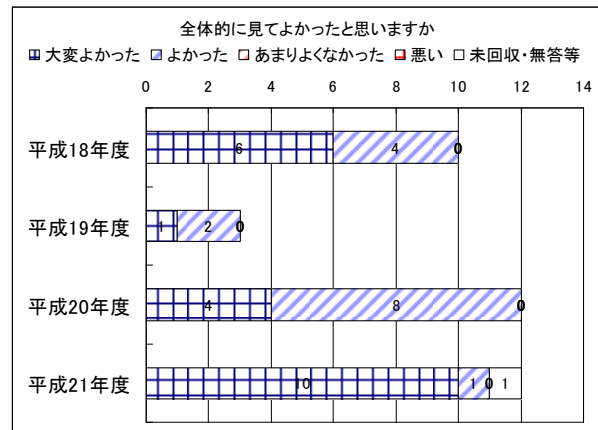 全体的に見てよかったと思いますか
大変よかった よかった あまりよくなかった 悪い 未回収・無答等
0 2 4 6 8 10 12 14
平成18年度 6 4 0
平成19年度 1 2 0
平成20年度 4 8 0
平成21年度 10 1 0 1